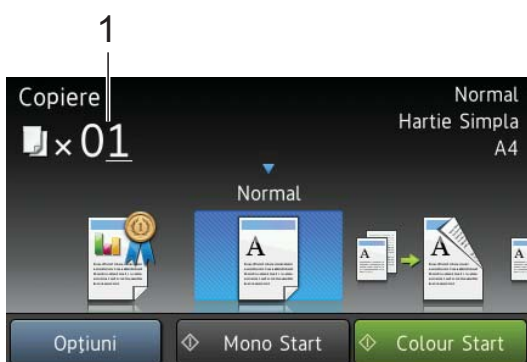 1
Copiere
×01
Normal
Hartie Simpla
A4
Normal
A
A
A
Opțiuni
Mono Start
Colour Start